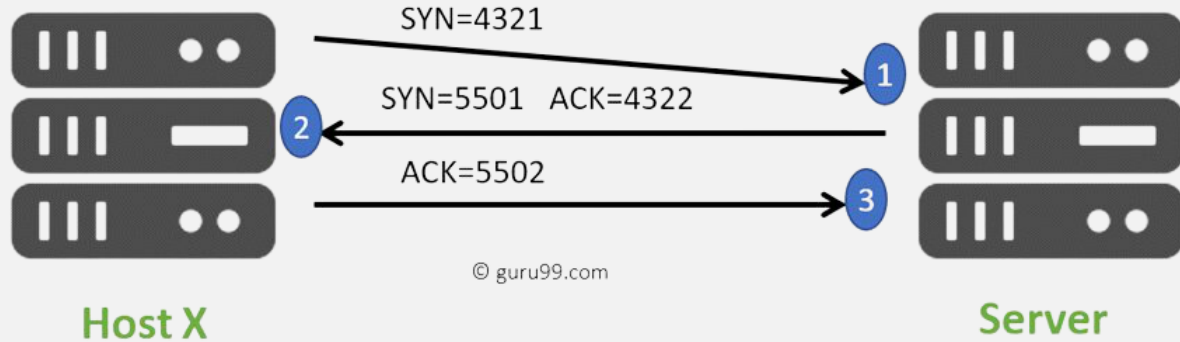 SYN=4321
1
SYN=5501 ACK=4322
2
ACK=5502
3
© guru99.com
Host X
Server